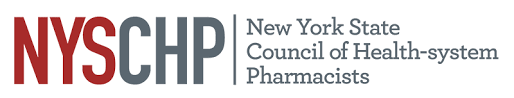 NYSCHP
New York State
Council of Health-system
Pharmacists